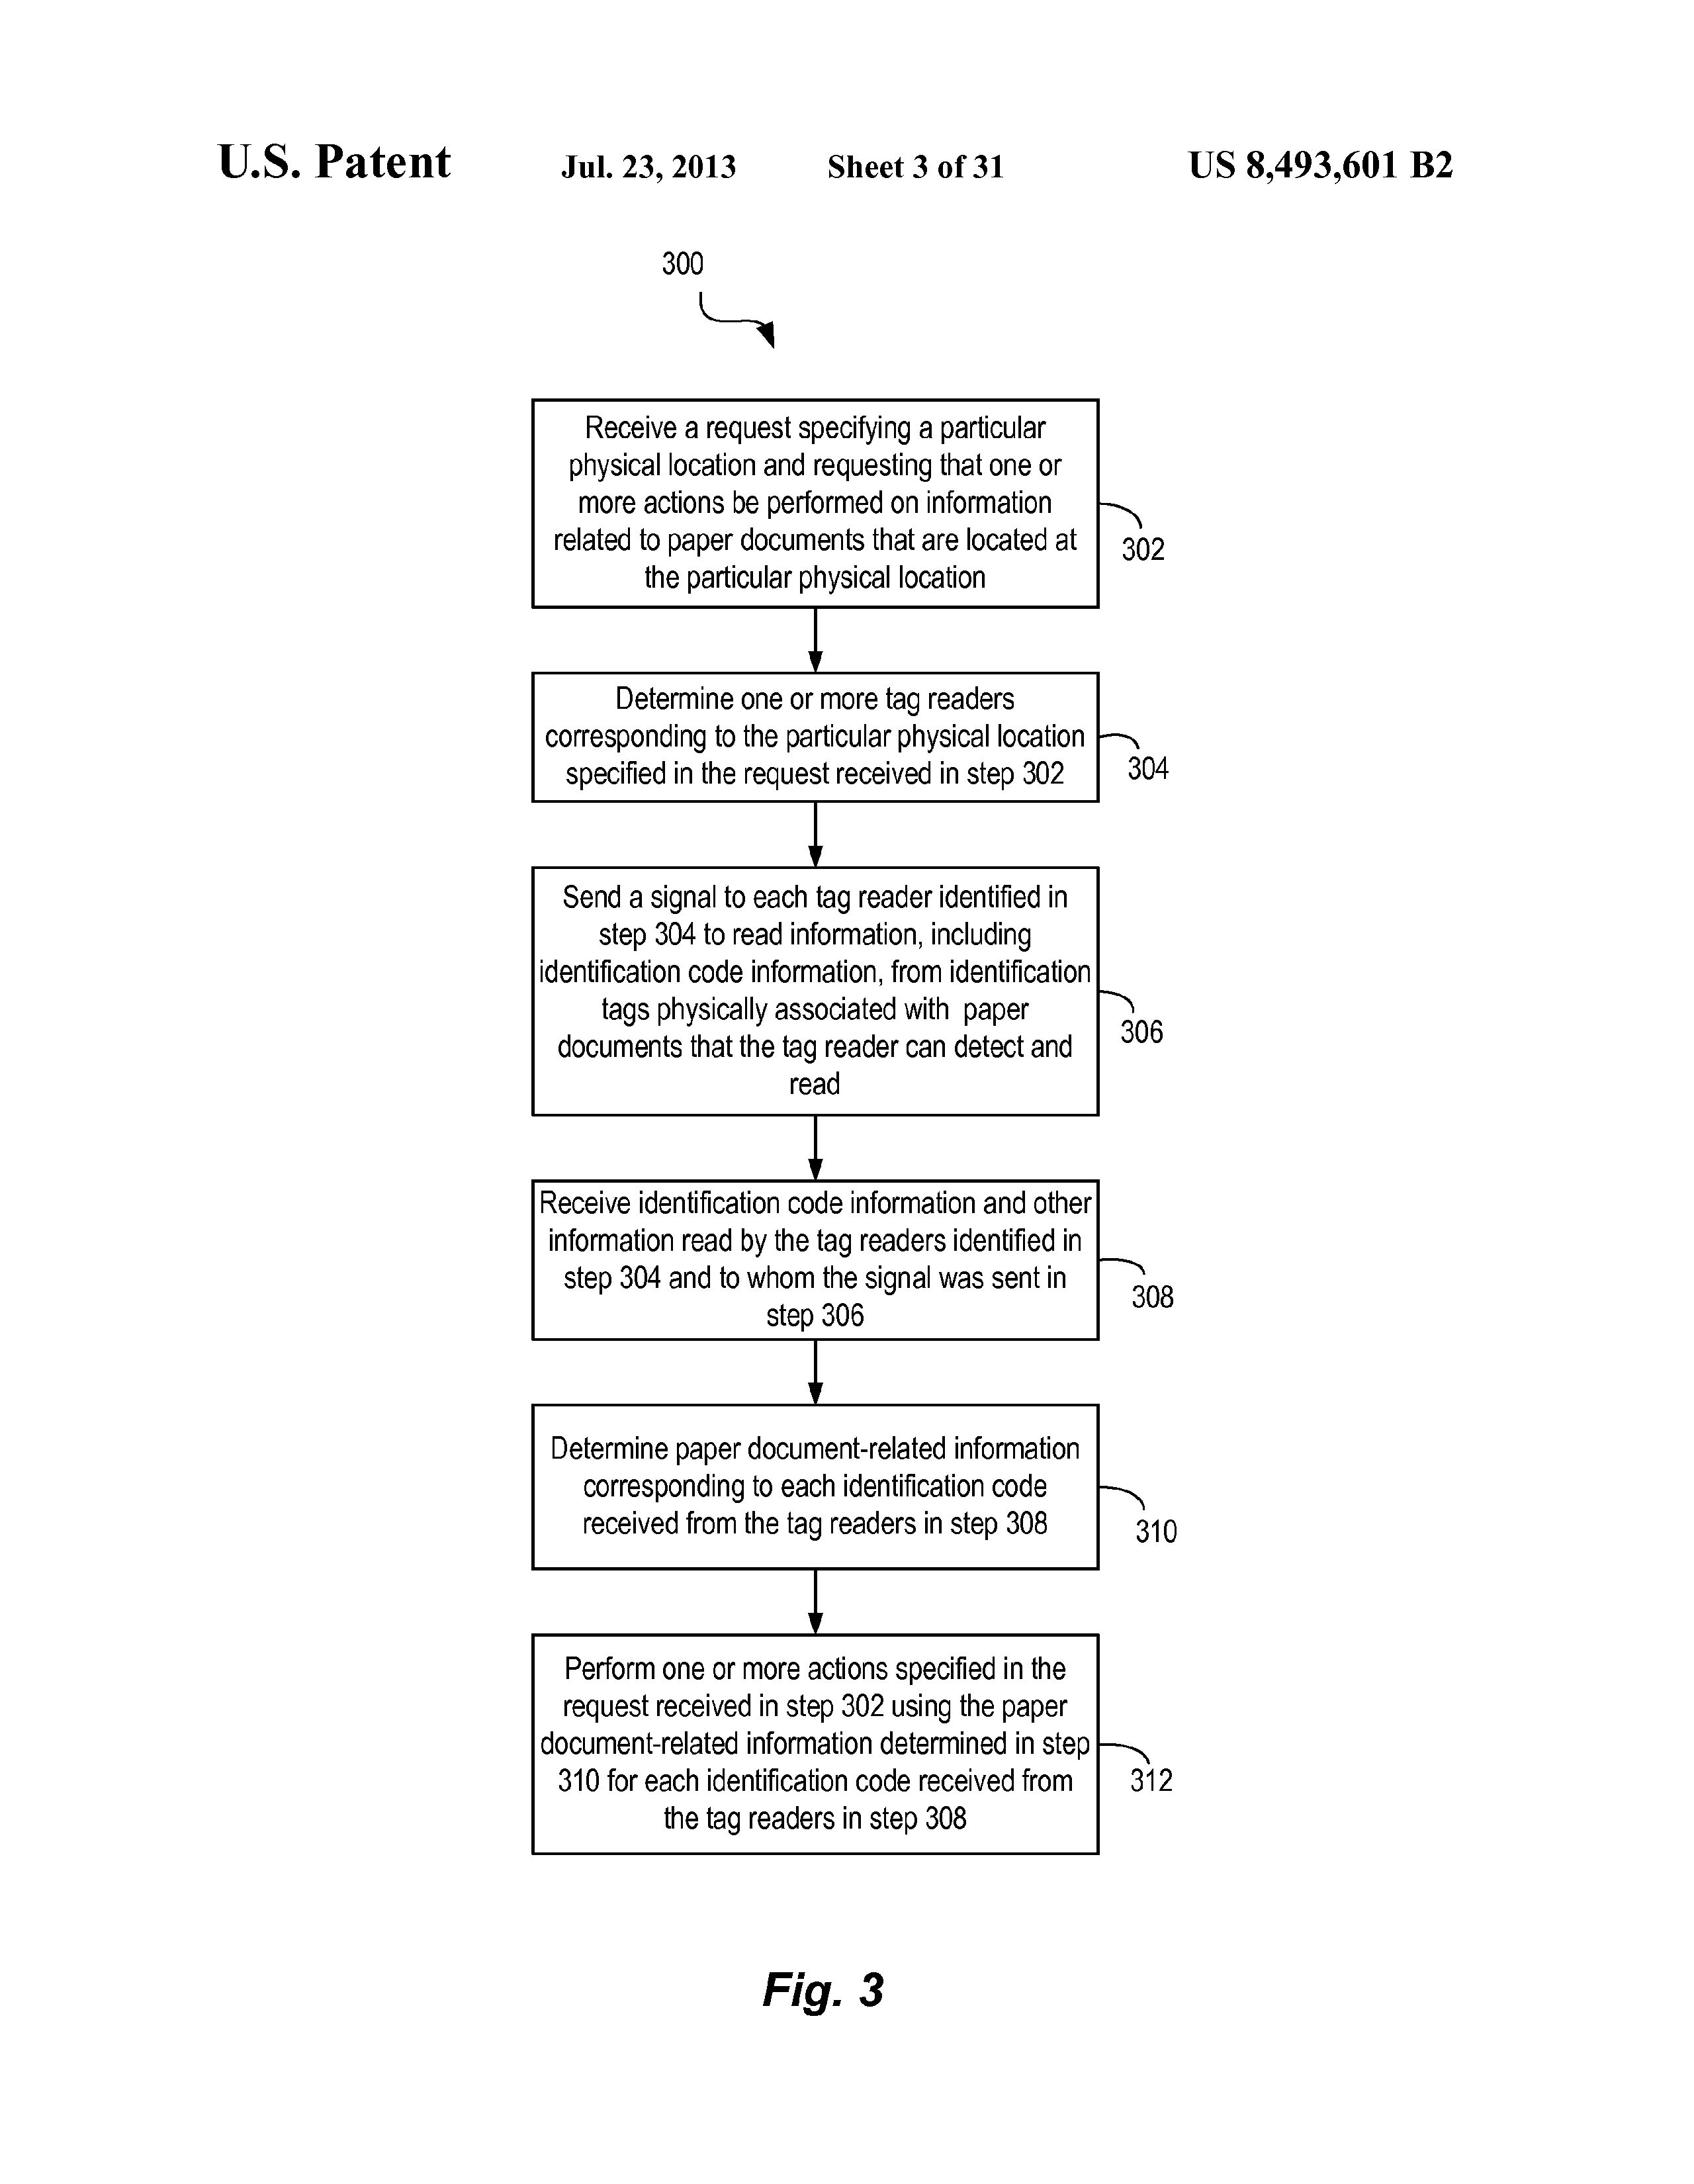 U.S. Patent Jul. 23, 2013 Sheet 3 of 31 US 8,493,601 B2
300
Receive a request specifying a particular
physical location and requesting that one or
more actions be performed on information
related to paper documents that are located at
the particular physical location
302
Determine one or more tag readers
corresponding to the particular physical location
specified in the request received in step 302
304
Send a signal to each tag reader identified in
step 304 to read information, including
identification code information, from identification
tags physically associated with paper
documents that the tag reader can detect and
read
306
Receive identification code information and other
information read by the tag readers identified in
step 304 and to whom the signal was sent in
step 306
308
Determine paper document-related information
corresponding to each identification code
received from the tag readers in step 308
310
Perform one or more actions specified in the
request received in step 302 using the paper
document-related information determined in step
310 for each identification code received from
the tag readers in step 308
312
Fig. 3